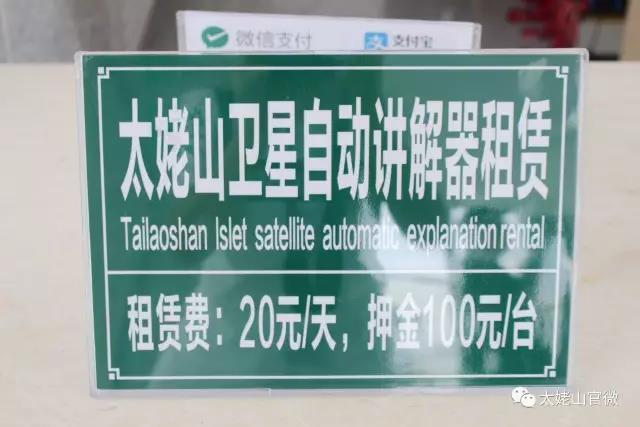 微信支付
支付宝
太姥山卫星自动讲解器租赁
Tailaoshan Islet satellite automatic explanation rental
租赁费：20元/天，押金100元/台
太姥山官微